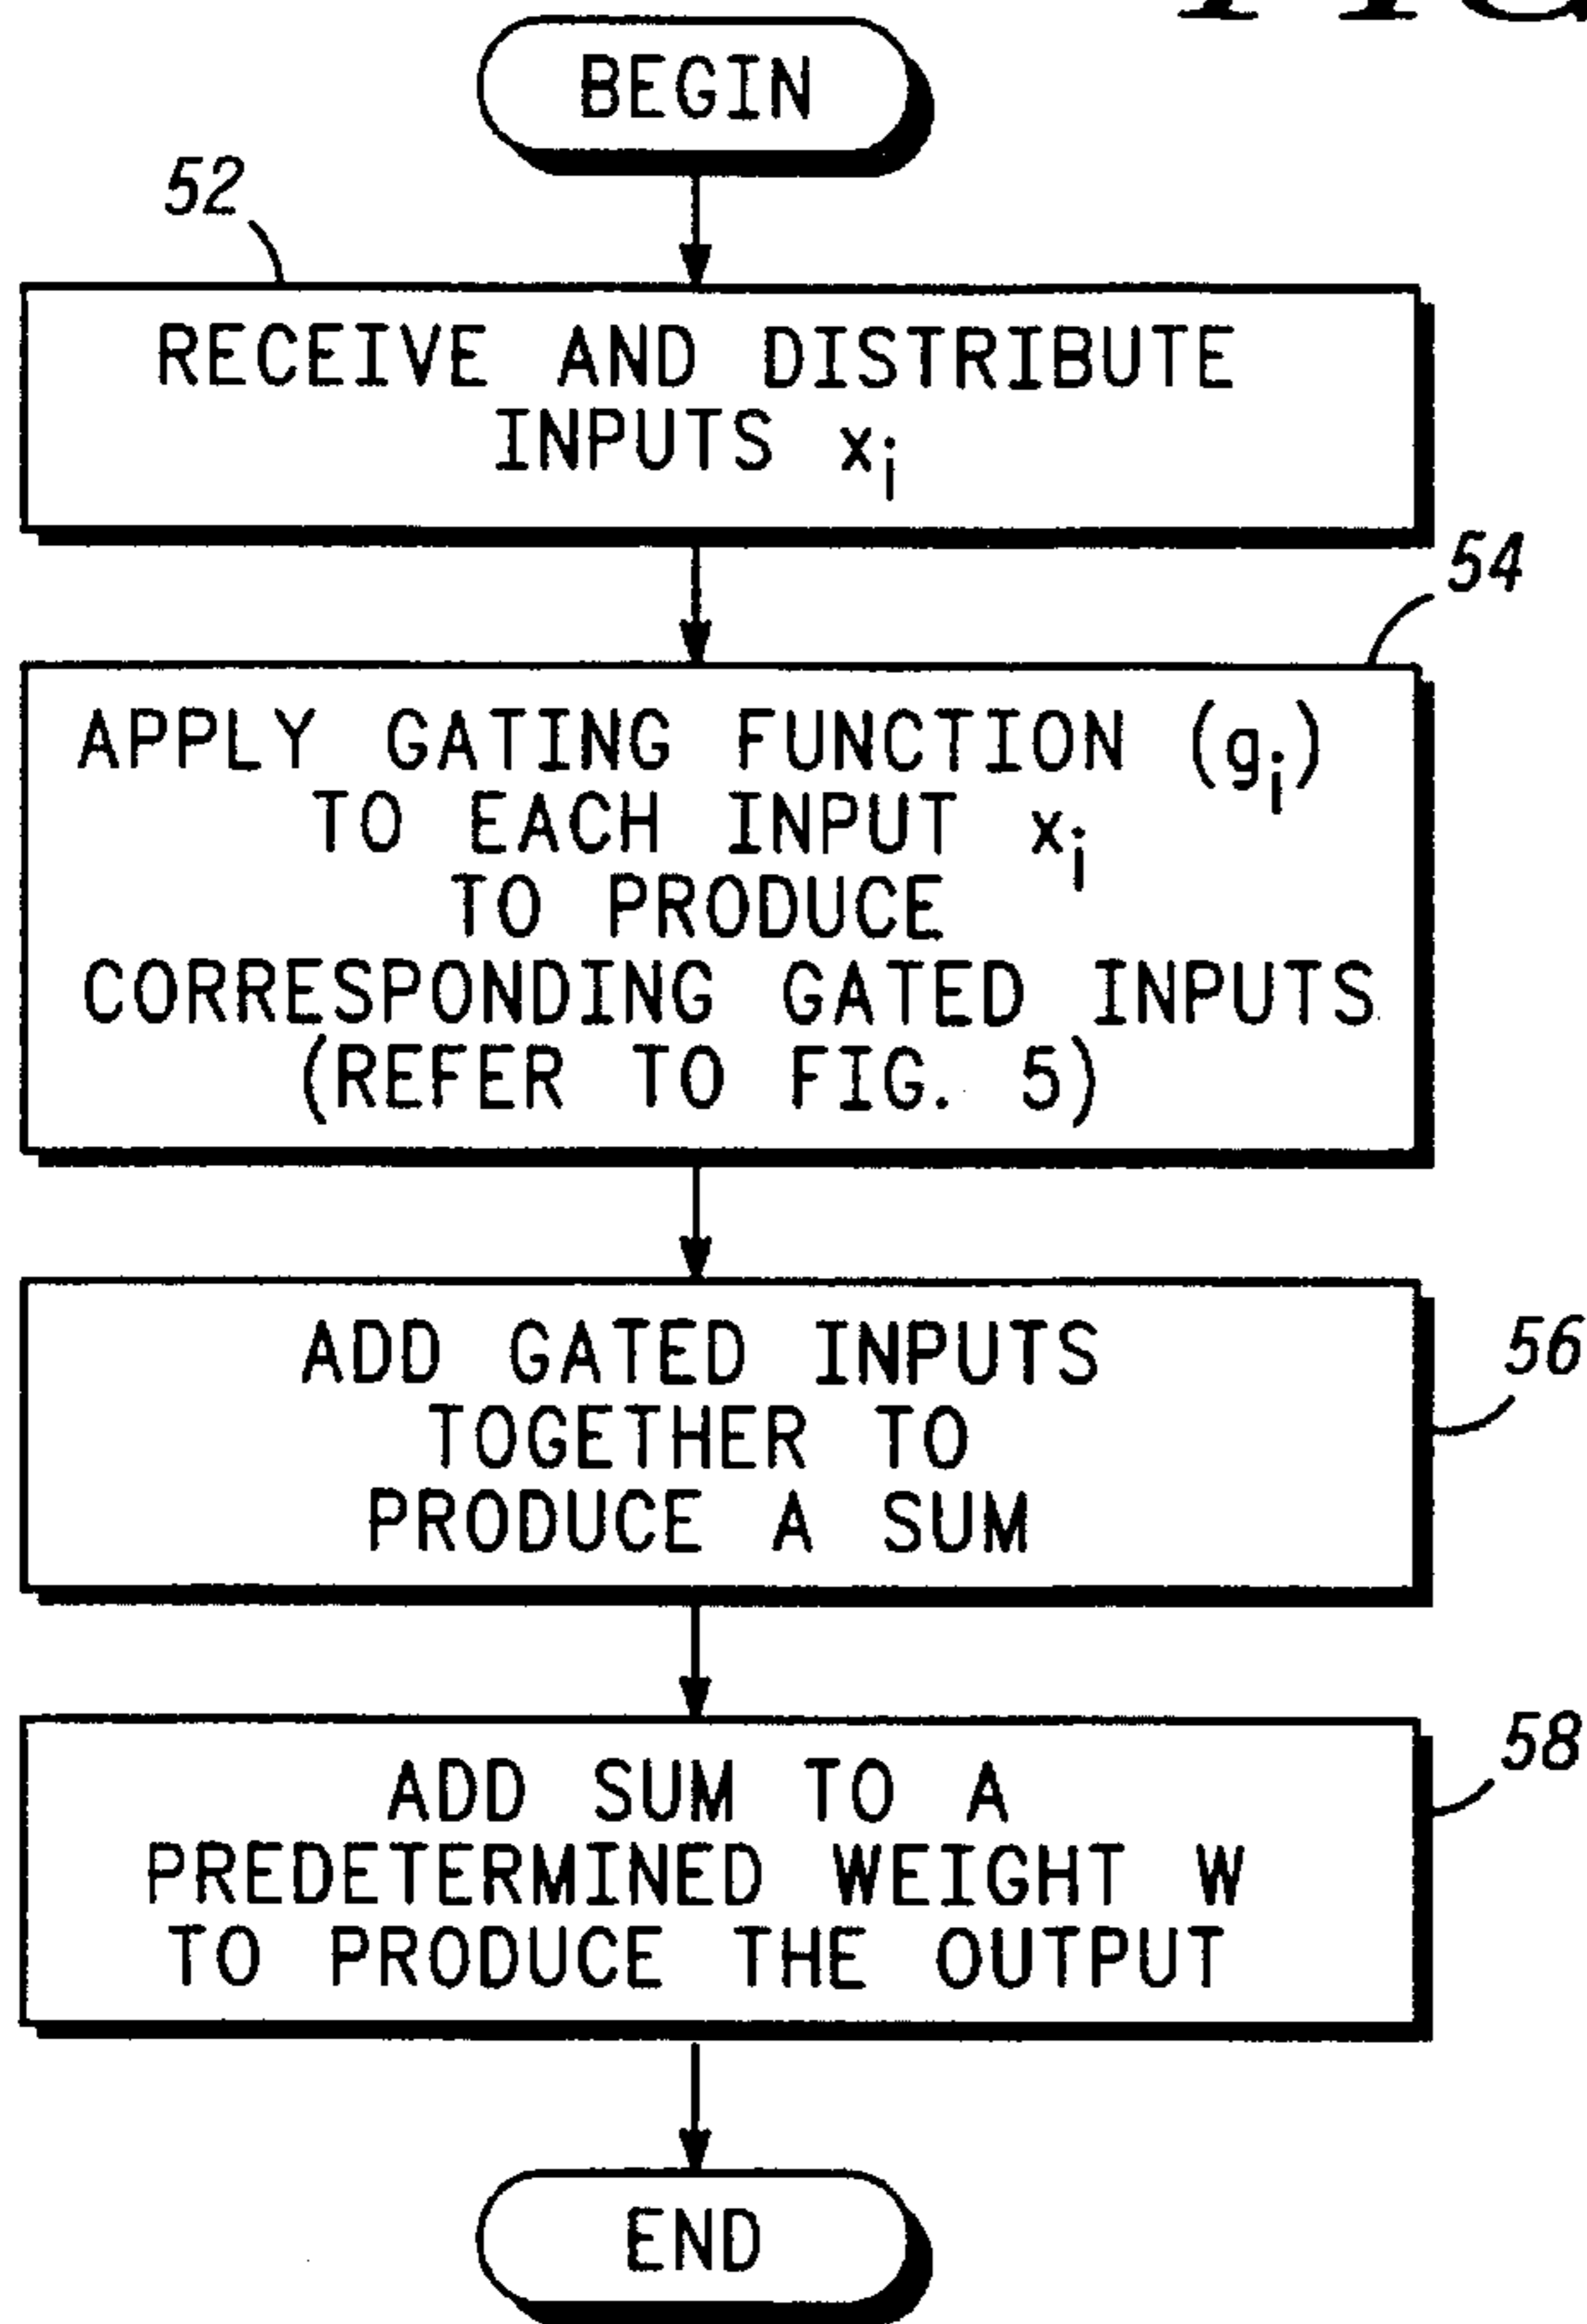 BEGIN
52
RECEIVE AND DISTRIBUTE
INPUTS xi
54
APPLY GATING FUNCTION (gi)
TO EACH INPUT xi
TO PRODUCE
CORRESPONDING GATED INPUTS
(REFER TO FIG. 5)
56
ADD GATED INPUTS
TOGETHER TO
PRODUCE A SUM
58
ADD SUM TO A
PREDETERMINED WEIGHT W
TO PRODUCE THE OUTPUT
END